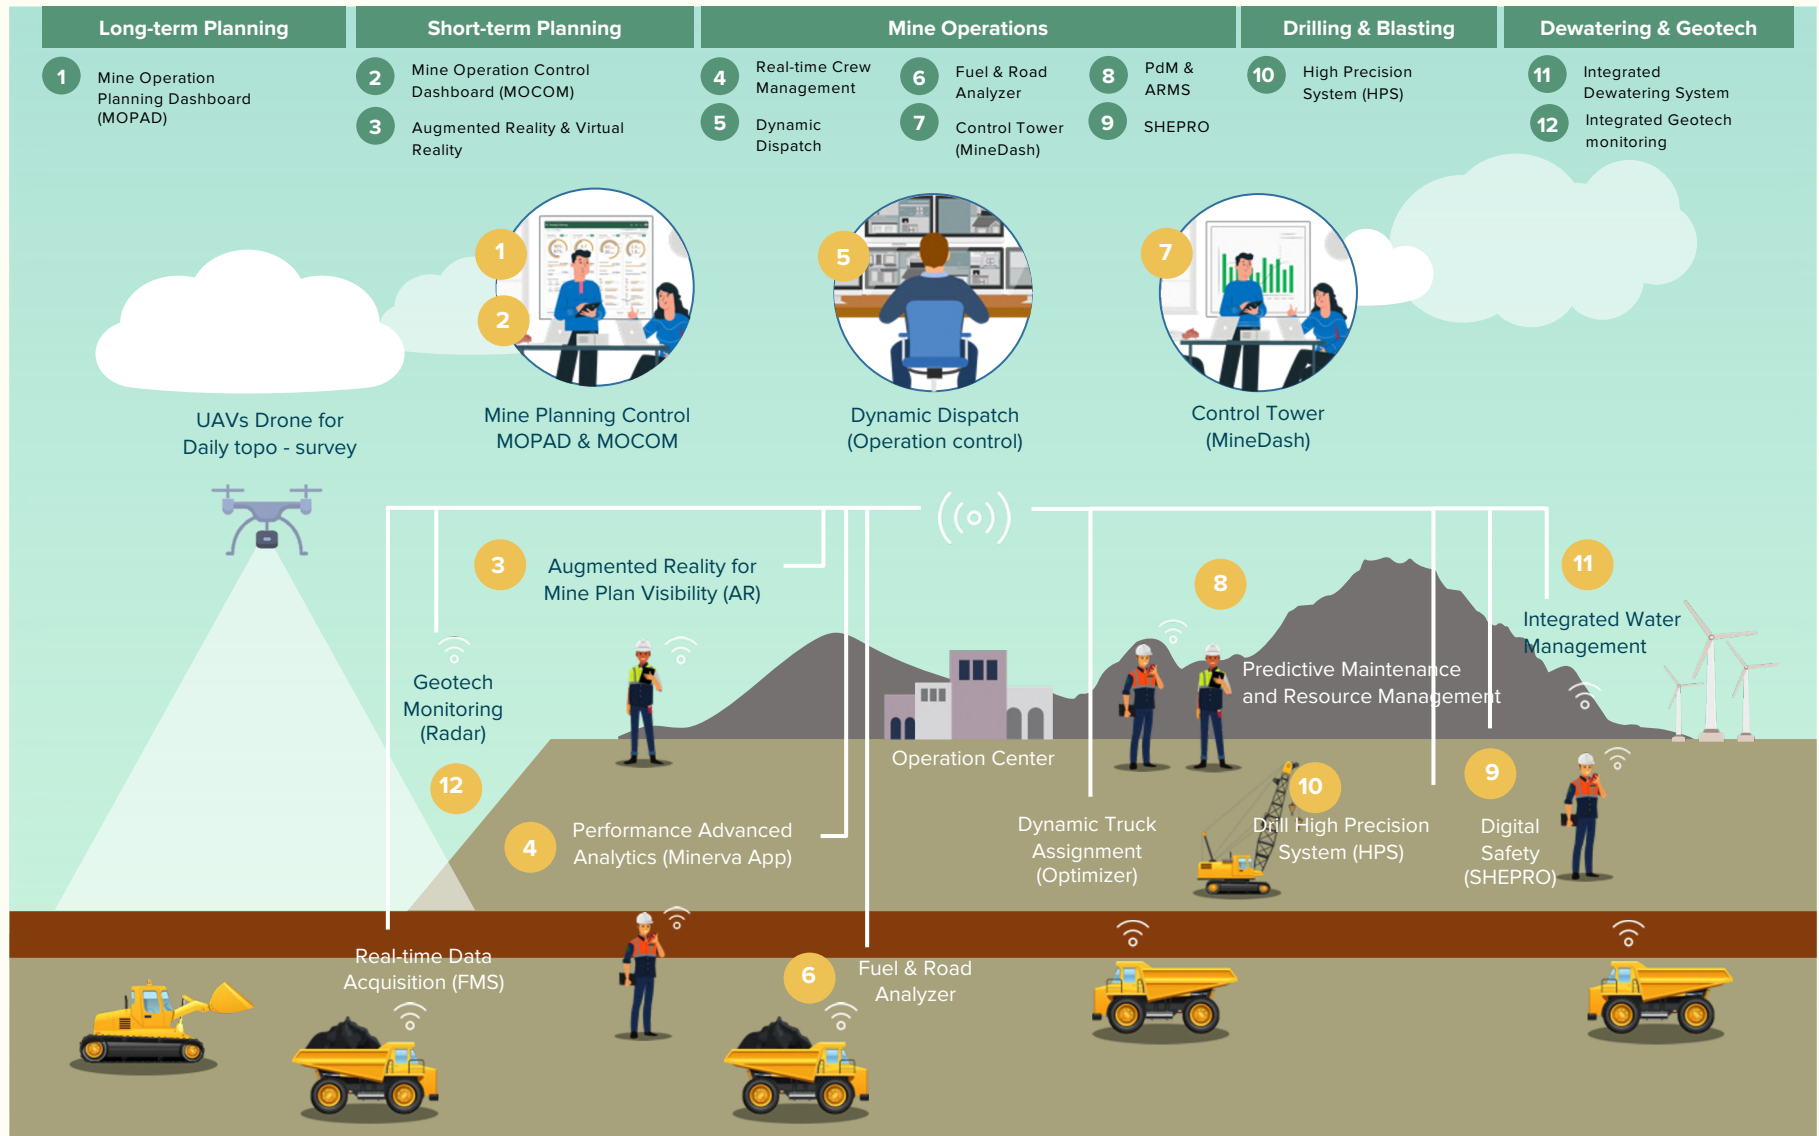 Long-term Planning
Short-term Planning
Mine Operations
Drilling & Blasting
Dewatering & Geotech
1
Mine Operation
Planning Dashboard
(MOPAD)
2
Mine Operation Control
Dashboard (MOCOM)
3
Augmented Reality & Virtual
Reality
4
Real-time Crew
Management
5
Dynamic
Dispatch
6
Fuel & Road
Analyzer
7
Control Tower
(MineDash)
8
PdM &
ARMS
9
SHEPRO
10
High Precision
System (HPS)
11
Integrated
Dewatering System
12
Integrated Geotech
monitoring
1
2
5
7
UAVs Drone for
Daily topo - survey
Mine Planning Control
MOPAD & MOCOM
Dynamic Dispatch
(Operation control)
Control Tower
(MineDash)
3
Augmented Reality for
Mine Plan Visibility (AR)
8
Predictive Maintenance
and Resource Management
11
Integrated Water
Management
Geotech
Monitoring
(Radar)
12
Operation Center
4
Performance Advanced
Analytics (Minerva App)
Dynamic Truck
Assignment
(Optimizer)
10
Drill High Precision
System (HPS)
9
Digital
Safety
(SHEPRO)
Real-time Data
Acquisition (FMS)
6
Fuel & Road
Analyzer